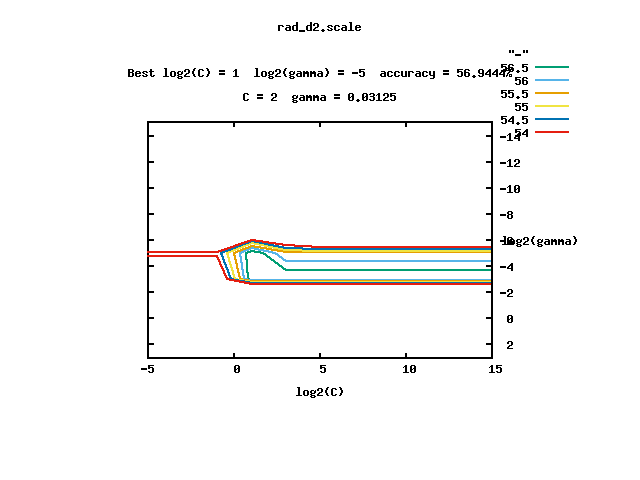 rad_d2.scale
"-"
Best log2(C) = 1 log2(gamma) = -5 accuracy = 56.9444%
56.5
56
C = 2 gamma = 0.03125
55.5
55
54.5
54
-14
-12
-10
-8
-6
log2(gamma)
-4
-2
0
2
-5 0 5 10 15
log2(C)